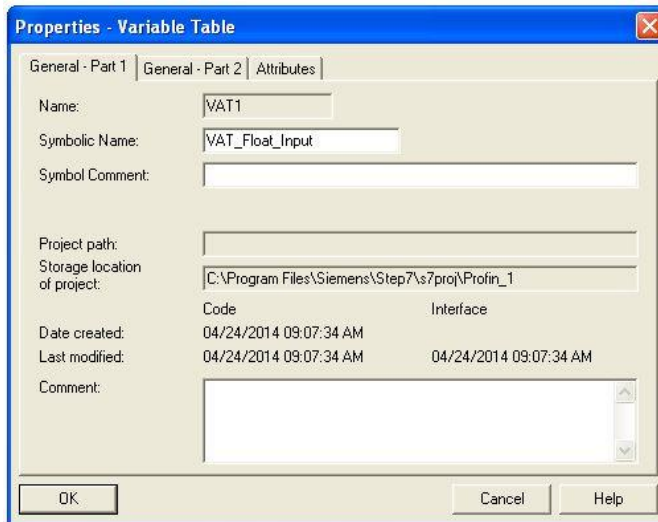 Properties - Variable Table
General - Part 1 General - Part 2 Attributes
Name: VAT1
Symbolic Name: VAT_Float_Input
Symbol Comment:
Project path:
Storage location
of project: C:\Program Files\Siemens\Step7\s7proj\Profin_1
Code Interface
Date created: 04/24/2014 09:07:34 AM
Last modified: 04/24/2014 09:07:34 AM 04/24/2014 09:07:34 AM
Comment:
OK Cancel Help